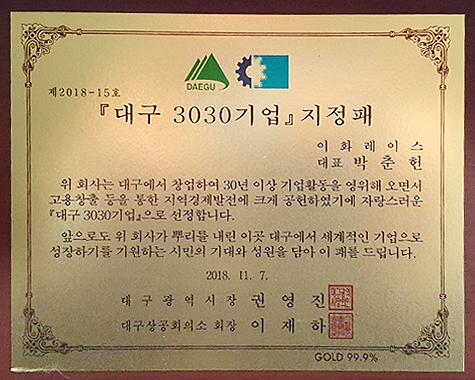 DAEGU
제2018-15호
『대구 3030기업』지정패
이화레이스
대표 박춘헌
위 회사는 대구에서 창업하여 30년 이상 기업활동을 영위해 오면서
고용창출 등을 통한 지역경제발전에 크게 공헌하였기에 자랑스러운
『대구 3030기업』으로 선정합니다.
앞으로도 위 회사가 뿌리를 내린 이곳 대구에서 세계적인 기업으로
성장하기를 기원하는 시민의 기대와 성원을 담아 이 패를 드립니다.
2018. 11. 7.
대구광역시장 권영진
대구상공회의소 회장 이재하
GOLD 99.9%